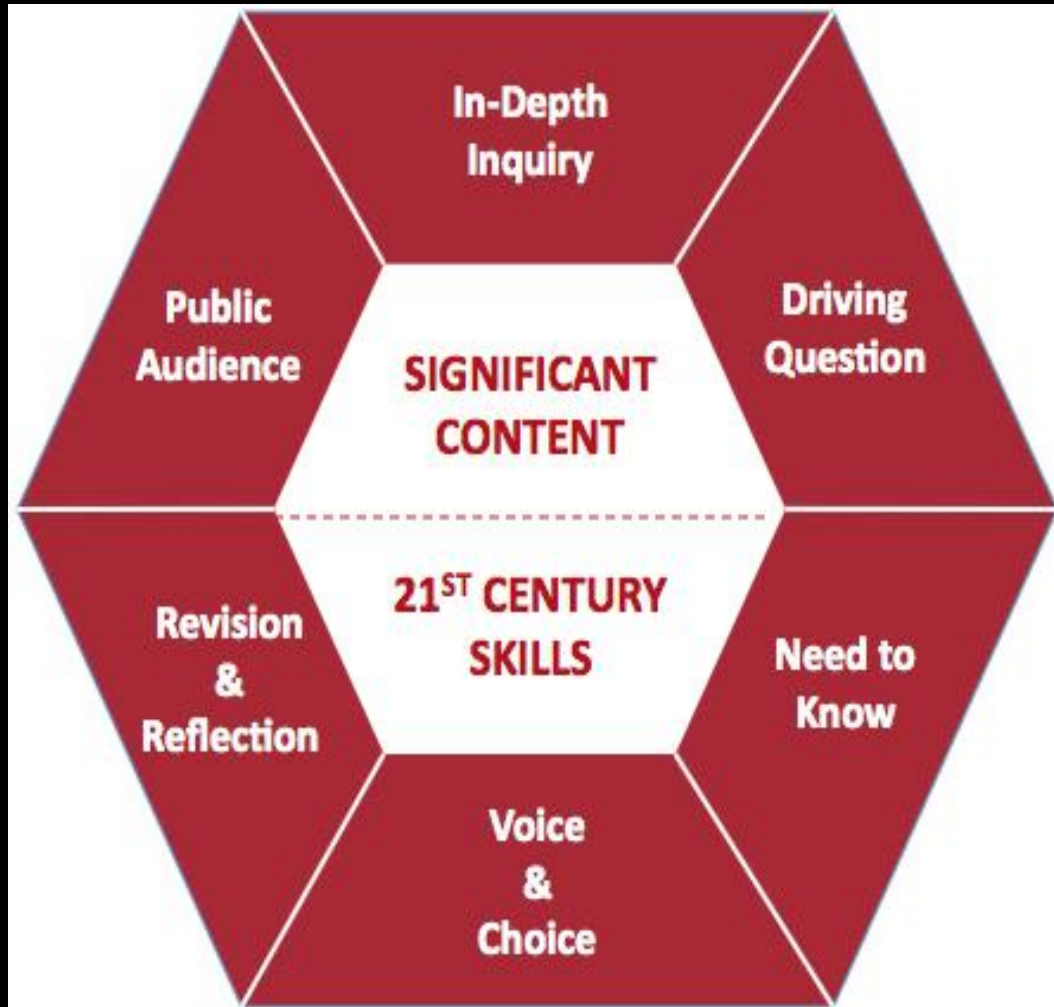 In-Depth
Inquiry
Driving
Question
Need to
Know
Voice
&
Choice
Revision
&
Reflection
Public
Audience
SIGNIFICANT
CONTENT
21ST CENTURY
SKILLS